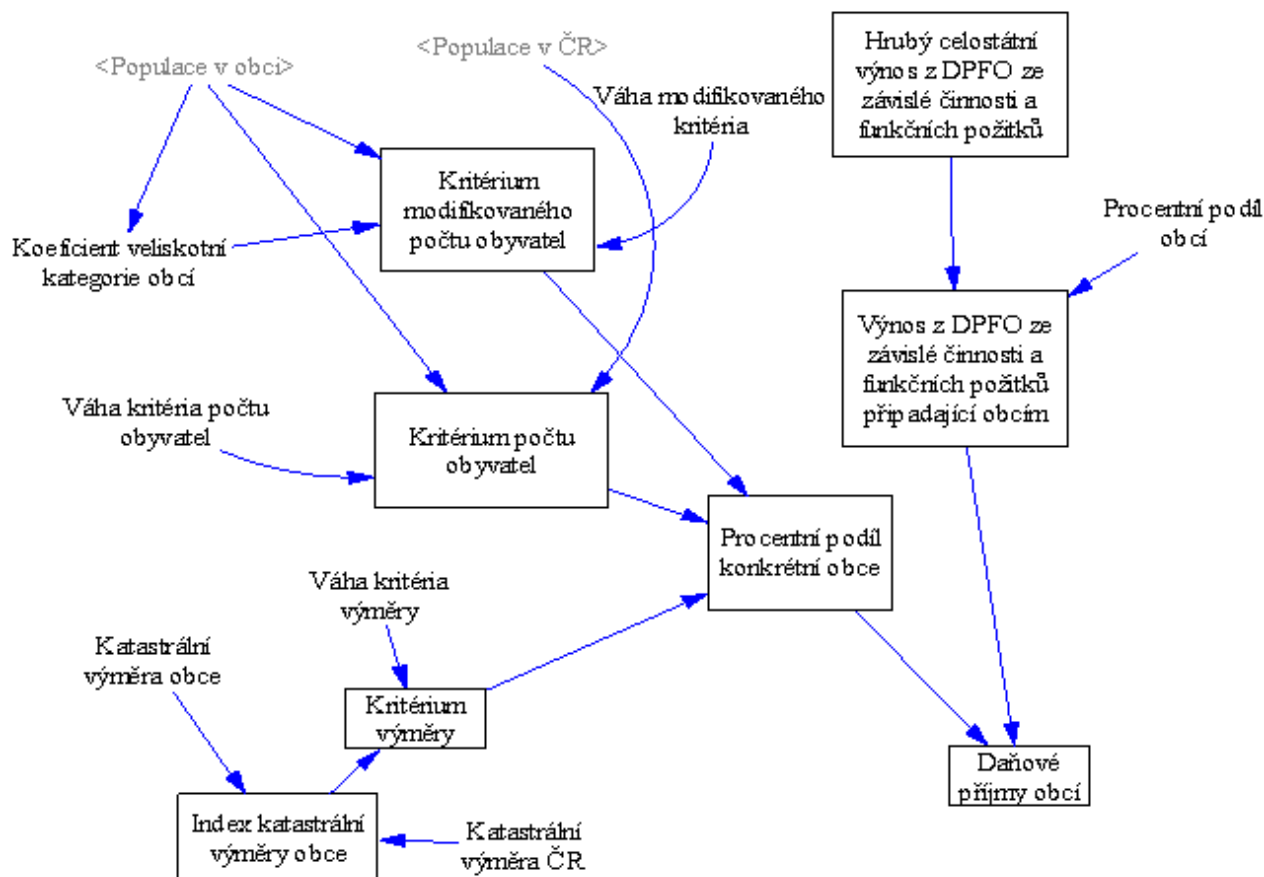 <Populace v obci>
<Populace v ČR>
Váha modifikovaného
kritéria
Hrubý celostátní
výnos z DPFO ze
závislé činnosti a
funkčních požitků
Kritérium
modifikovaného
počtu obyvatel
Koeficient veliskotní
kategorie obcí
Procentní podíl
obcí
Výnos z DPFO ze
závislé činnosti a
funkčních požitků
připadající obcím
Váha kritéria počtu
obyvatel
Kritérium počtu
obyvatel
Procentní podíl
konkrétní obce
Váha kritéria
výměry
Katastrální
výměra obce
Kritérium
výměry
Daňové
příjmy obcí
Index katastrální
výměry obce
Katastrální
výměra ČR